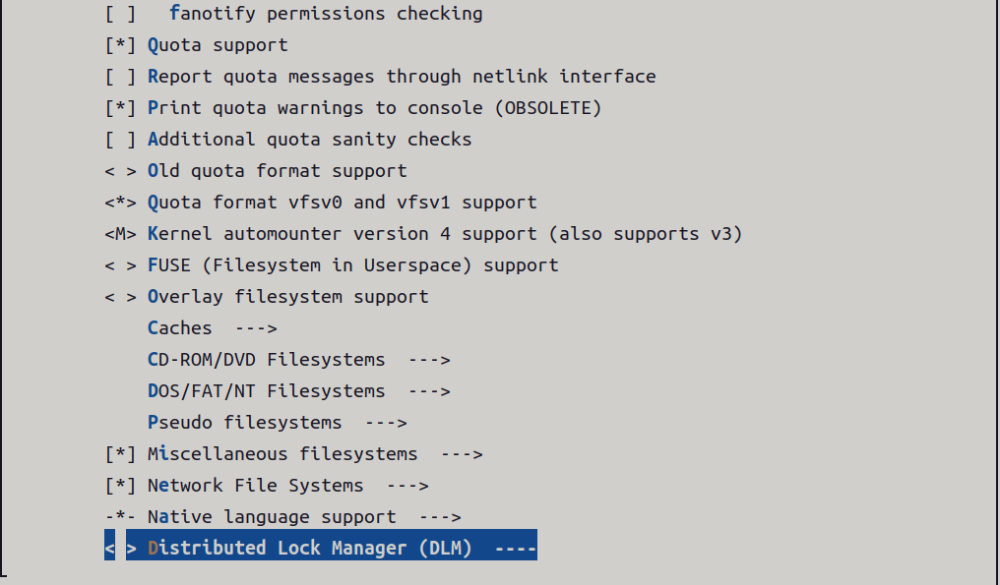 [ ]   fanotify permissions checking
[*] Quota support
[ ] Report quota messages through netlink interface
[*] Print quota warnings to console (OBSOLETE)
[ ] Additional quota sanity checks
< > Old quota format support
<*> Quota format vfsv0 and vfsv1 support
<M> Kernel automounter version 4 support (also supports v3)
< > FUSE (Filesystem in Userspace) support
< > Overlay filesystem support
    Caches  --->
    CD-ROM/DVD Filesystems  --->
    DOS/FAT/NT Filesystems  --->
    Pseudo filesystems  --->
[*] Miscellaneous filesystems  --->
[*] Network File Systems  --->
-*- Native language support  --->
< > Distributed Lock Manager (DLM)  ----